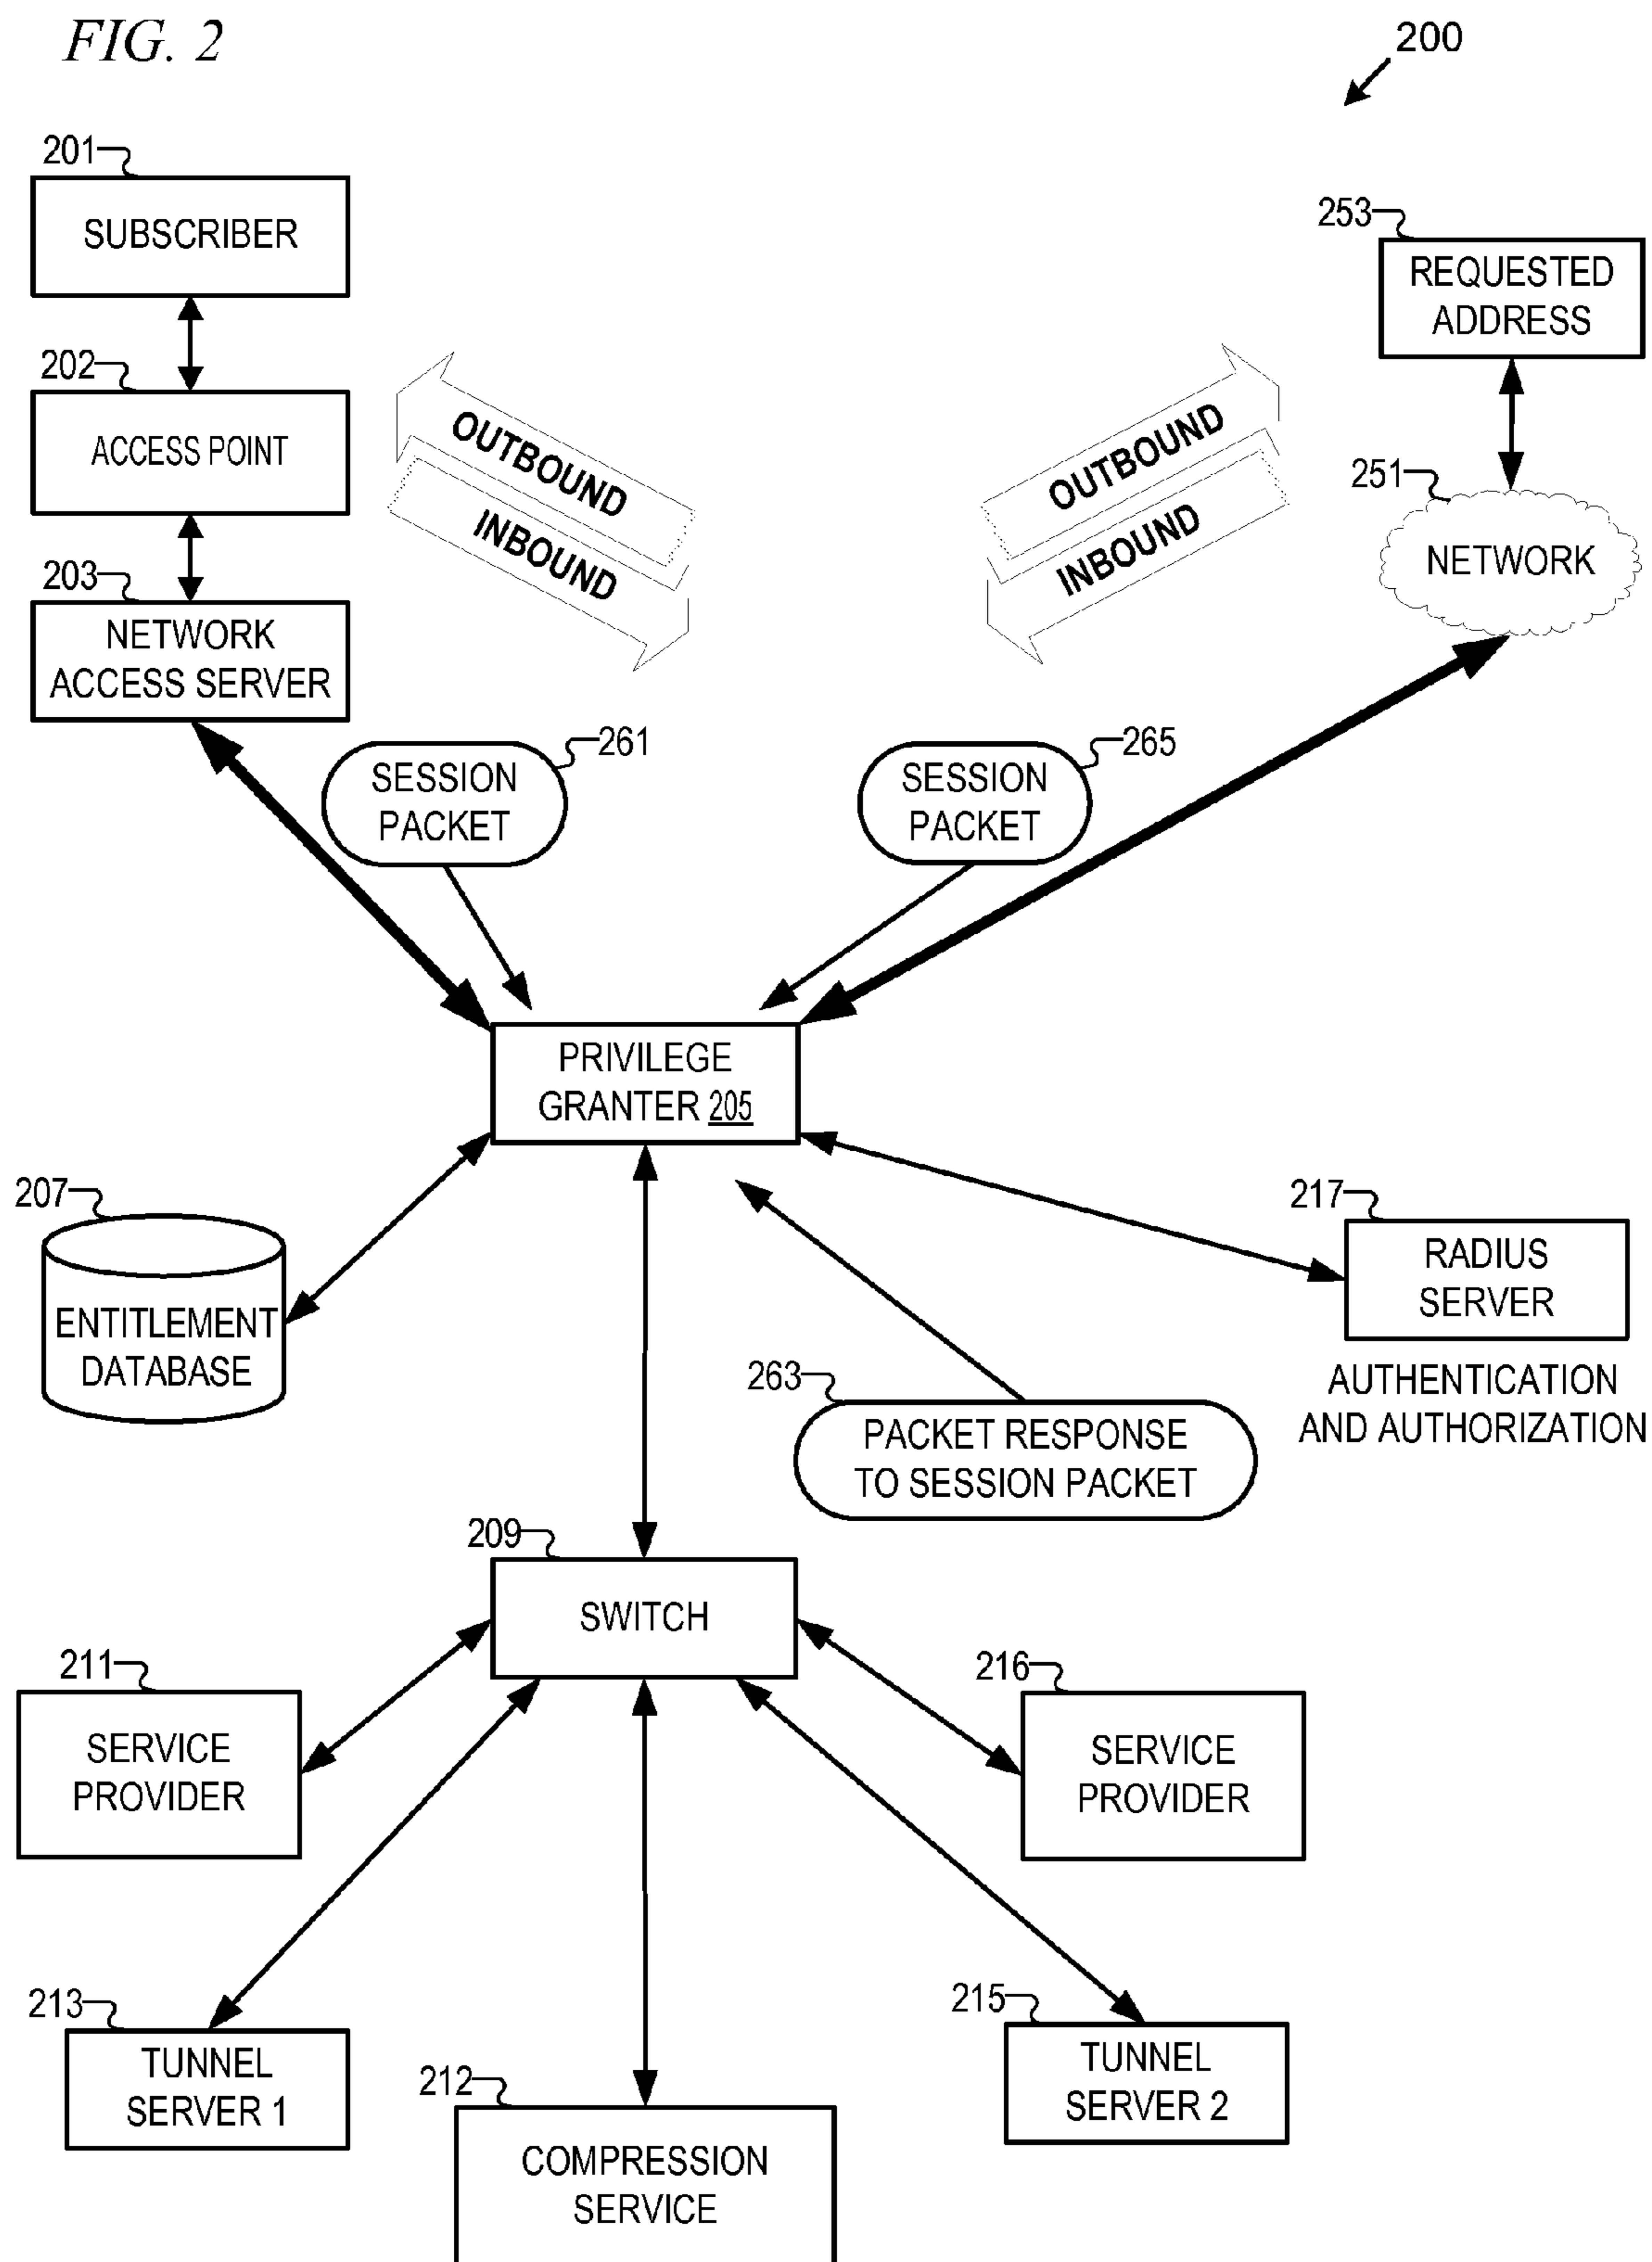 FIG. 2
200
201
SUBSCRIBER
253
REQUESTED
ADDRESS
202
ACCESS POINT
OUTBOUND
INBOUND
OUTBOUND
INBOUND
251
NETWORK
203
NETWORK
ACCESS SERVER
261
SESSION
PACKET
265
SESSION
PACKET
PRIVILEGE
GRANTER 205
207
ENTITLEMENT
DATABASE
217
RADIUS
SERVER
AUTHENTICATION
AND AUTHORIZATION
263
PACKET RESPONSE
TO SESSION PACKET
209
SWITCH
211
SERVICE
PROVIDER
216
SERVICE
PROVIDER
213
TUNNEL
SERVER 1
212
COMPRESSION
SERVICE
215
TUNNEL
SERVER 2